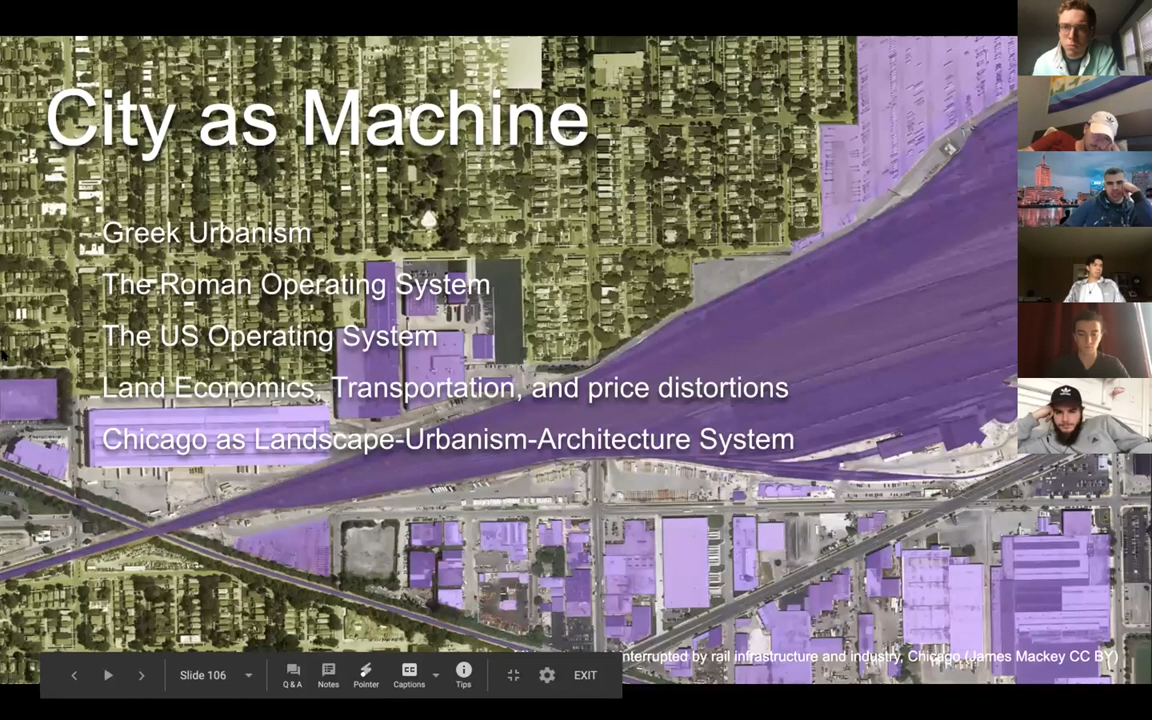 City as Machine
Greek Urbanism
The Roman Operating System
The US Operating System
Land Economics, Transportation, and price distortions
Chicago as Landscape-Urbanism-Architecture System
nterrupted by rail infrastructure and industry, Chicago (James Mackey CC BY)
Slide 106
Q & A
Notes
Pointer
CC
Captions
Tips
EXIT